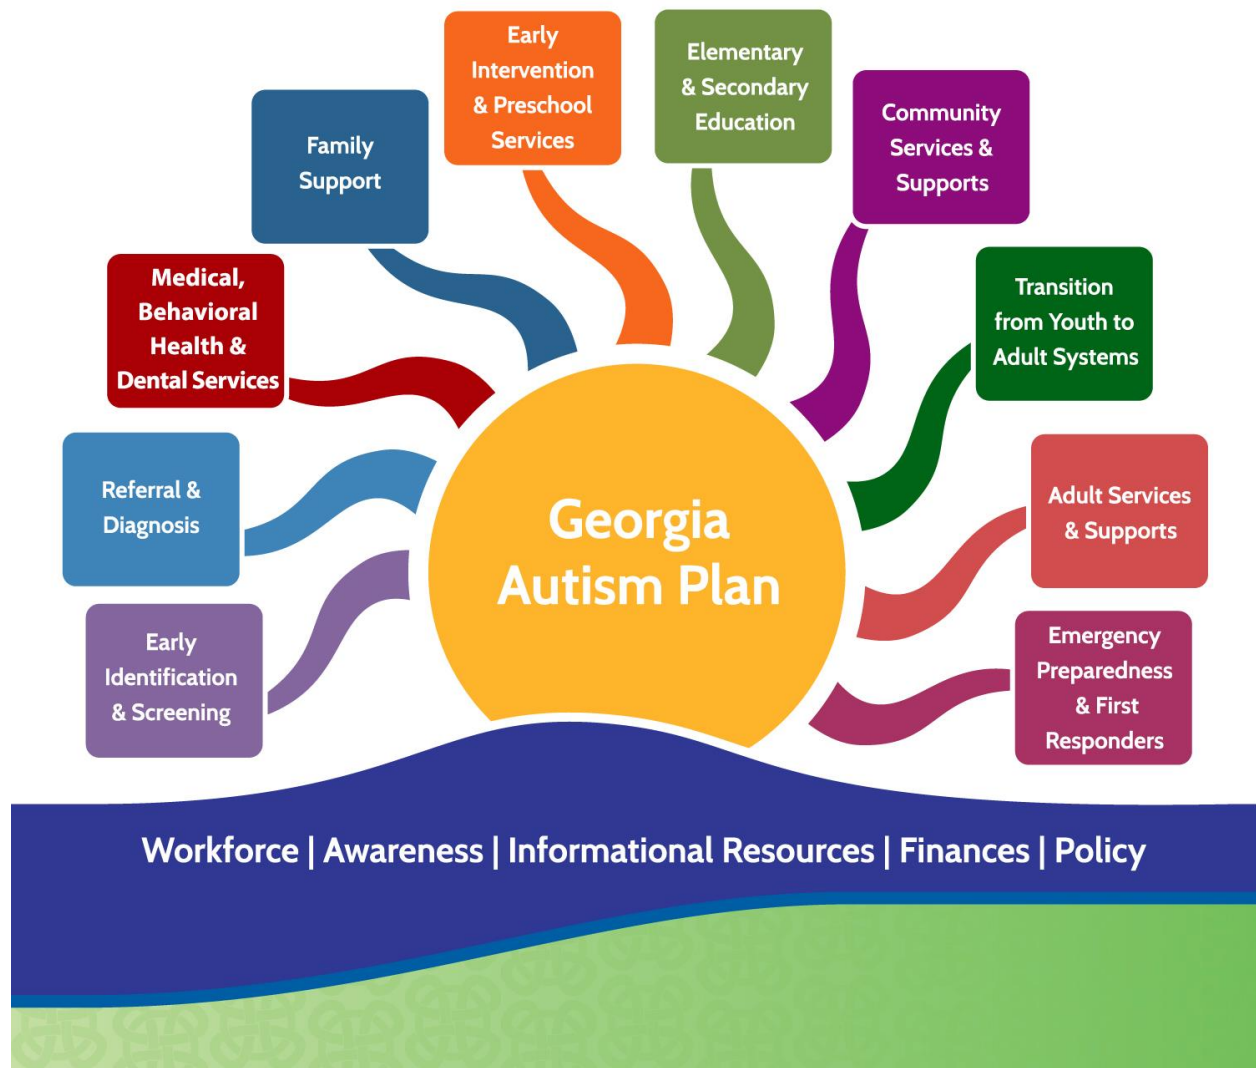 Early
Intervention
& Preschool
Services
Elementary
& Secondary
Education
Family
Support
Community
Services &
Supports
Medical,
Behavioral
Health &
Dental Services
Transition
from Youth to
Adult Systems
Referral &
Diagnosis
Adult Services
& Supports
Early
Identification
& Screening
Emergency
Preparedness
& First
Responders
Georgia
Autism Plan
Workforce | Awareness | Informational Resources | Finances | Policy